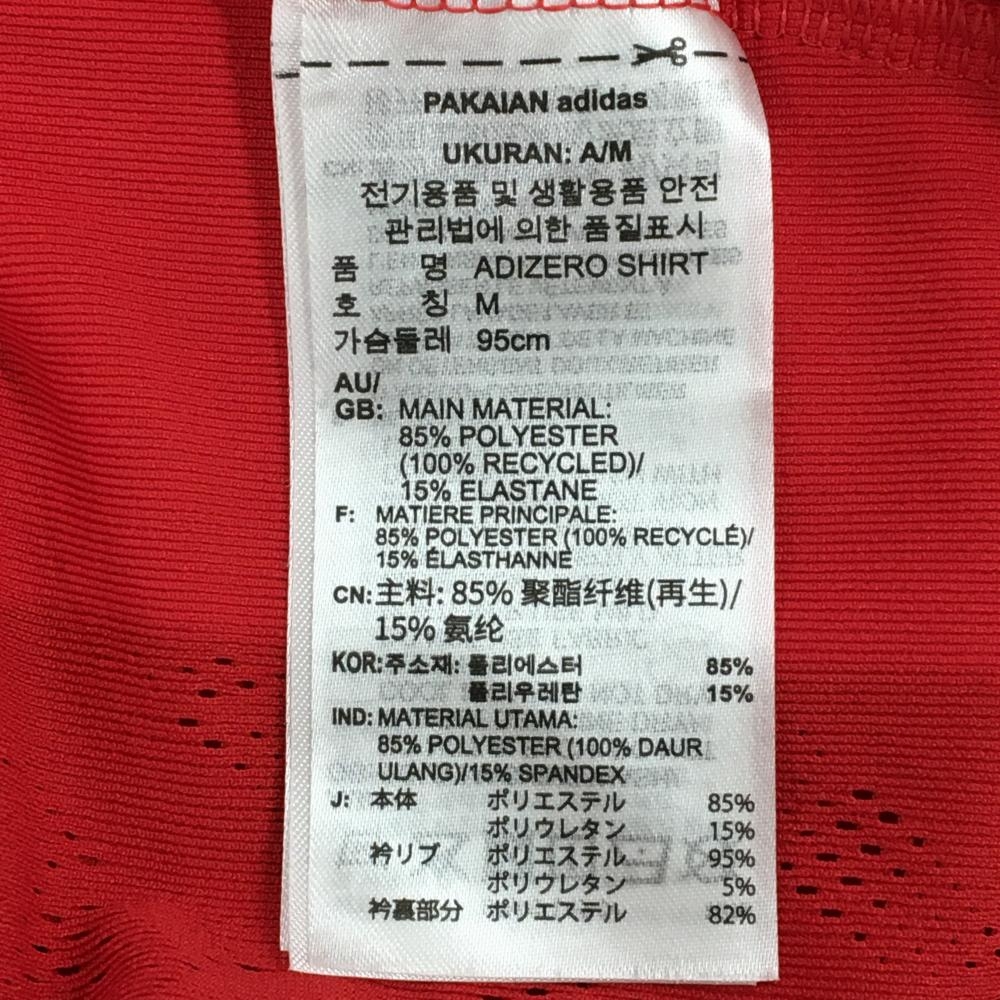 PAKAIAN adidas
UKURAN: A/M
전기용품 및 생활용품 안전
관리법에 의한 품질표시
품 명 ADIZERO SHIRT
호 칭 M
가슴둘레 95cm
AU/
GB: MAIN MATERIAL:
85% POLYESTER
(100% RECYCLED)/
15% ELASTANE
F: MATIERE PRINCIPALE:
85% POLYESTER (100% RECYCLÉ)/
15% ÉLASTHANNE
CN:主料: 85% 聚酯纤维(再生)/
15% 氨纶
KOR:주소재: 폴리에스터 85%
폴리우레탄 15%
IND: MATERIAL UTAMA:
85% POLYESTER (100% DAUR
ULANG)/15% SPANDEX
J: 本体 ポリエステル 85%
ポリウレタン 15%
衿リブ ポリエステル 95%
ポリウレタン 5%
衿裏部分 ポリエステル 82%